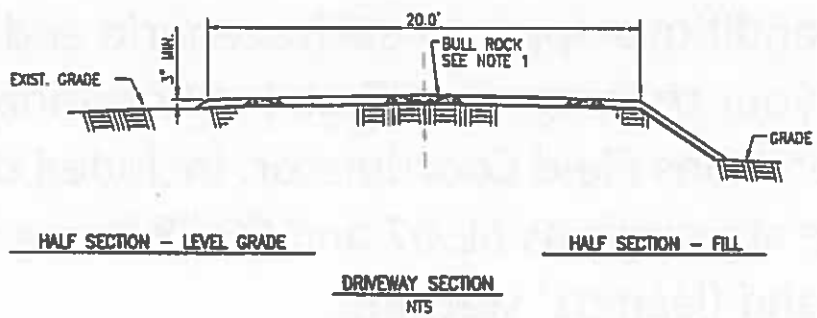 20.0'
BULL ROCK
SEE NOTE 1
3" MIN.
EXIST. GRADE
GRADE
HALF SECTION - LEVEL GRADE
HALF SECTION - FILL
DRIVEWAY SECTION
NTS